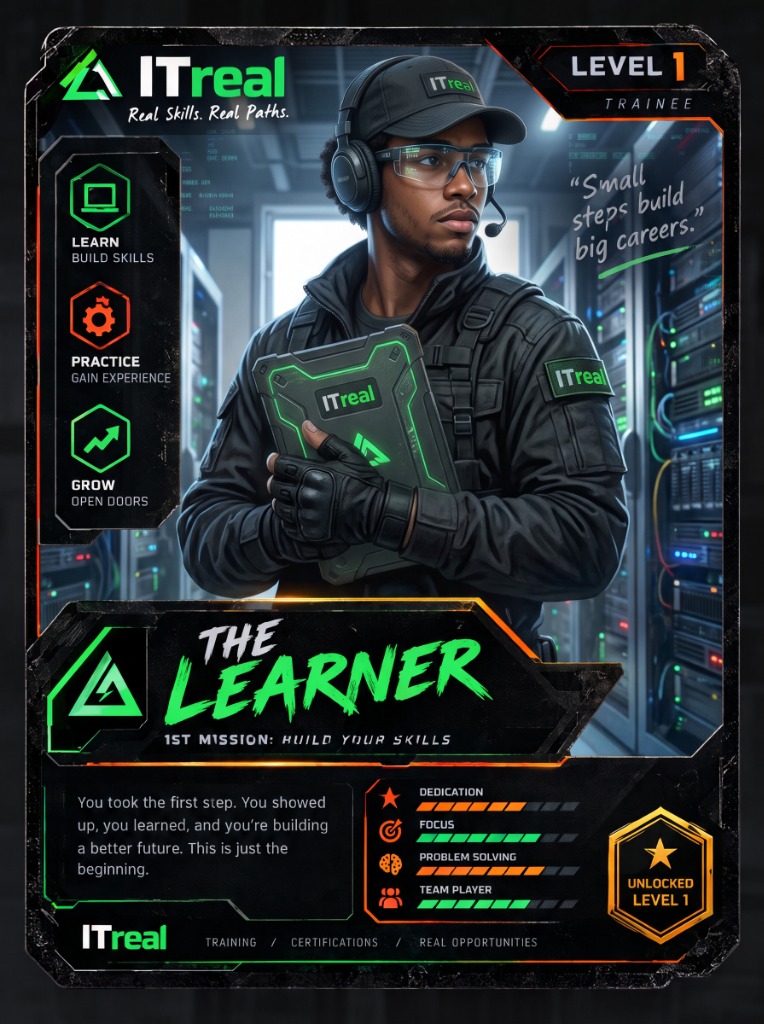 ITreal
Real Skills. Real Paths.
LEVEL 1
TRAINEE
ITreal
"Small
steps build
big careers."
LEARN
BUILD SKILLS
PRACTICE
GAIN EXPERIENCE
GROW
OPEN DOORS
ITreal
ITreal
THE
LEARNER
1ST MISSION: BUILD YOUR SKILLS
You took the first step. You showed
up, you learned, and you're building
a better future. This is just the
beginning.
DEDICATION
FOCUS
PROBLEM SOLVING
TEAM PLAYER
UNLOCKED
LEVEL 1
ITreal
TRAINING / CERTIFICATIONS / REAL OPPORTUNITIES